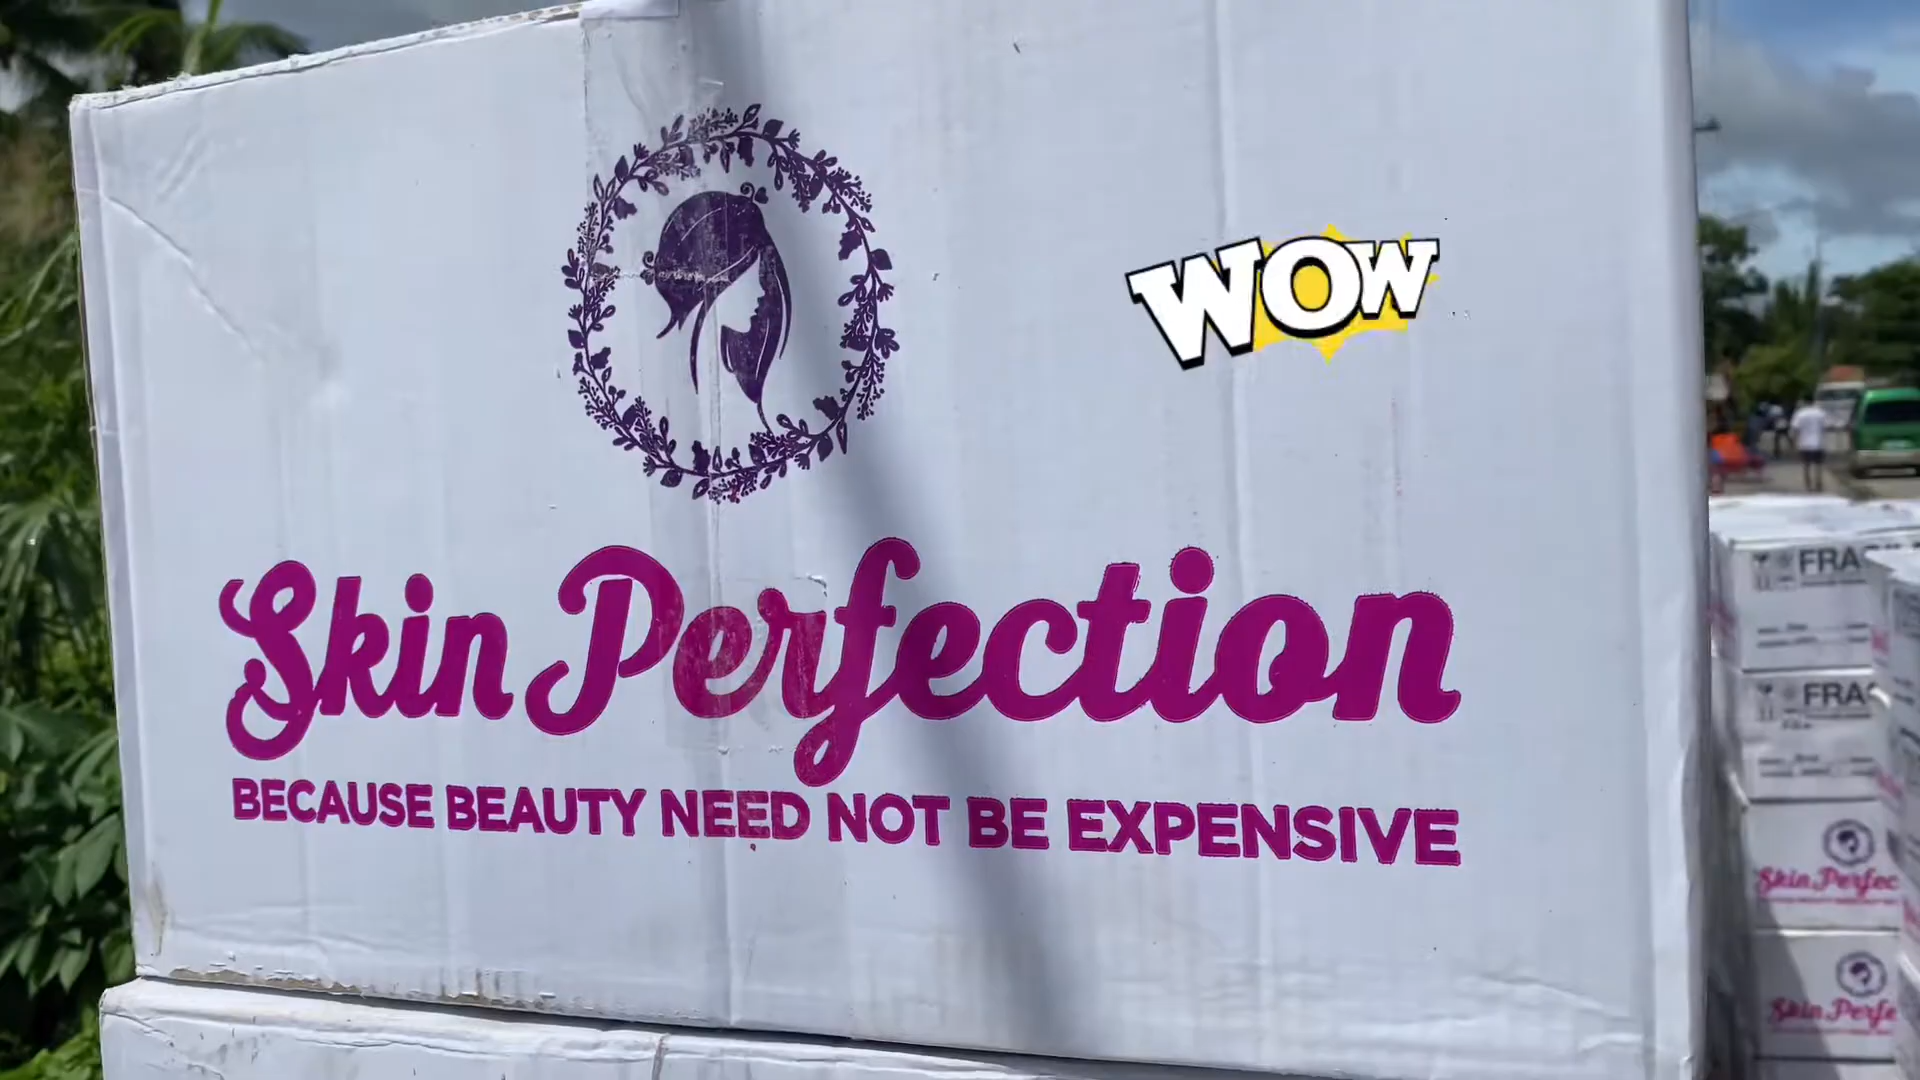 WOW
Skin Perfection
BECAUSE BEAUTY NEED NOT BE EXPENSIVE
FRA
FRA
Skin Perfec
Skin Perfe